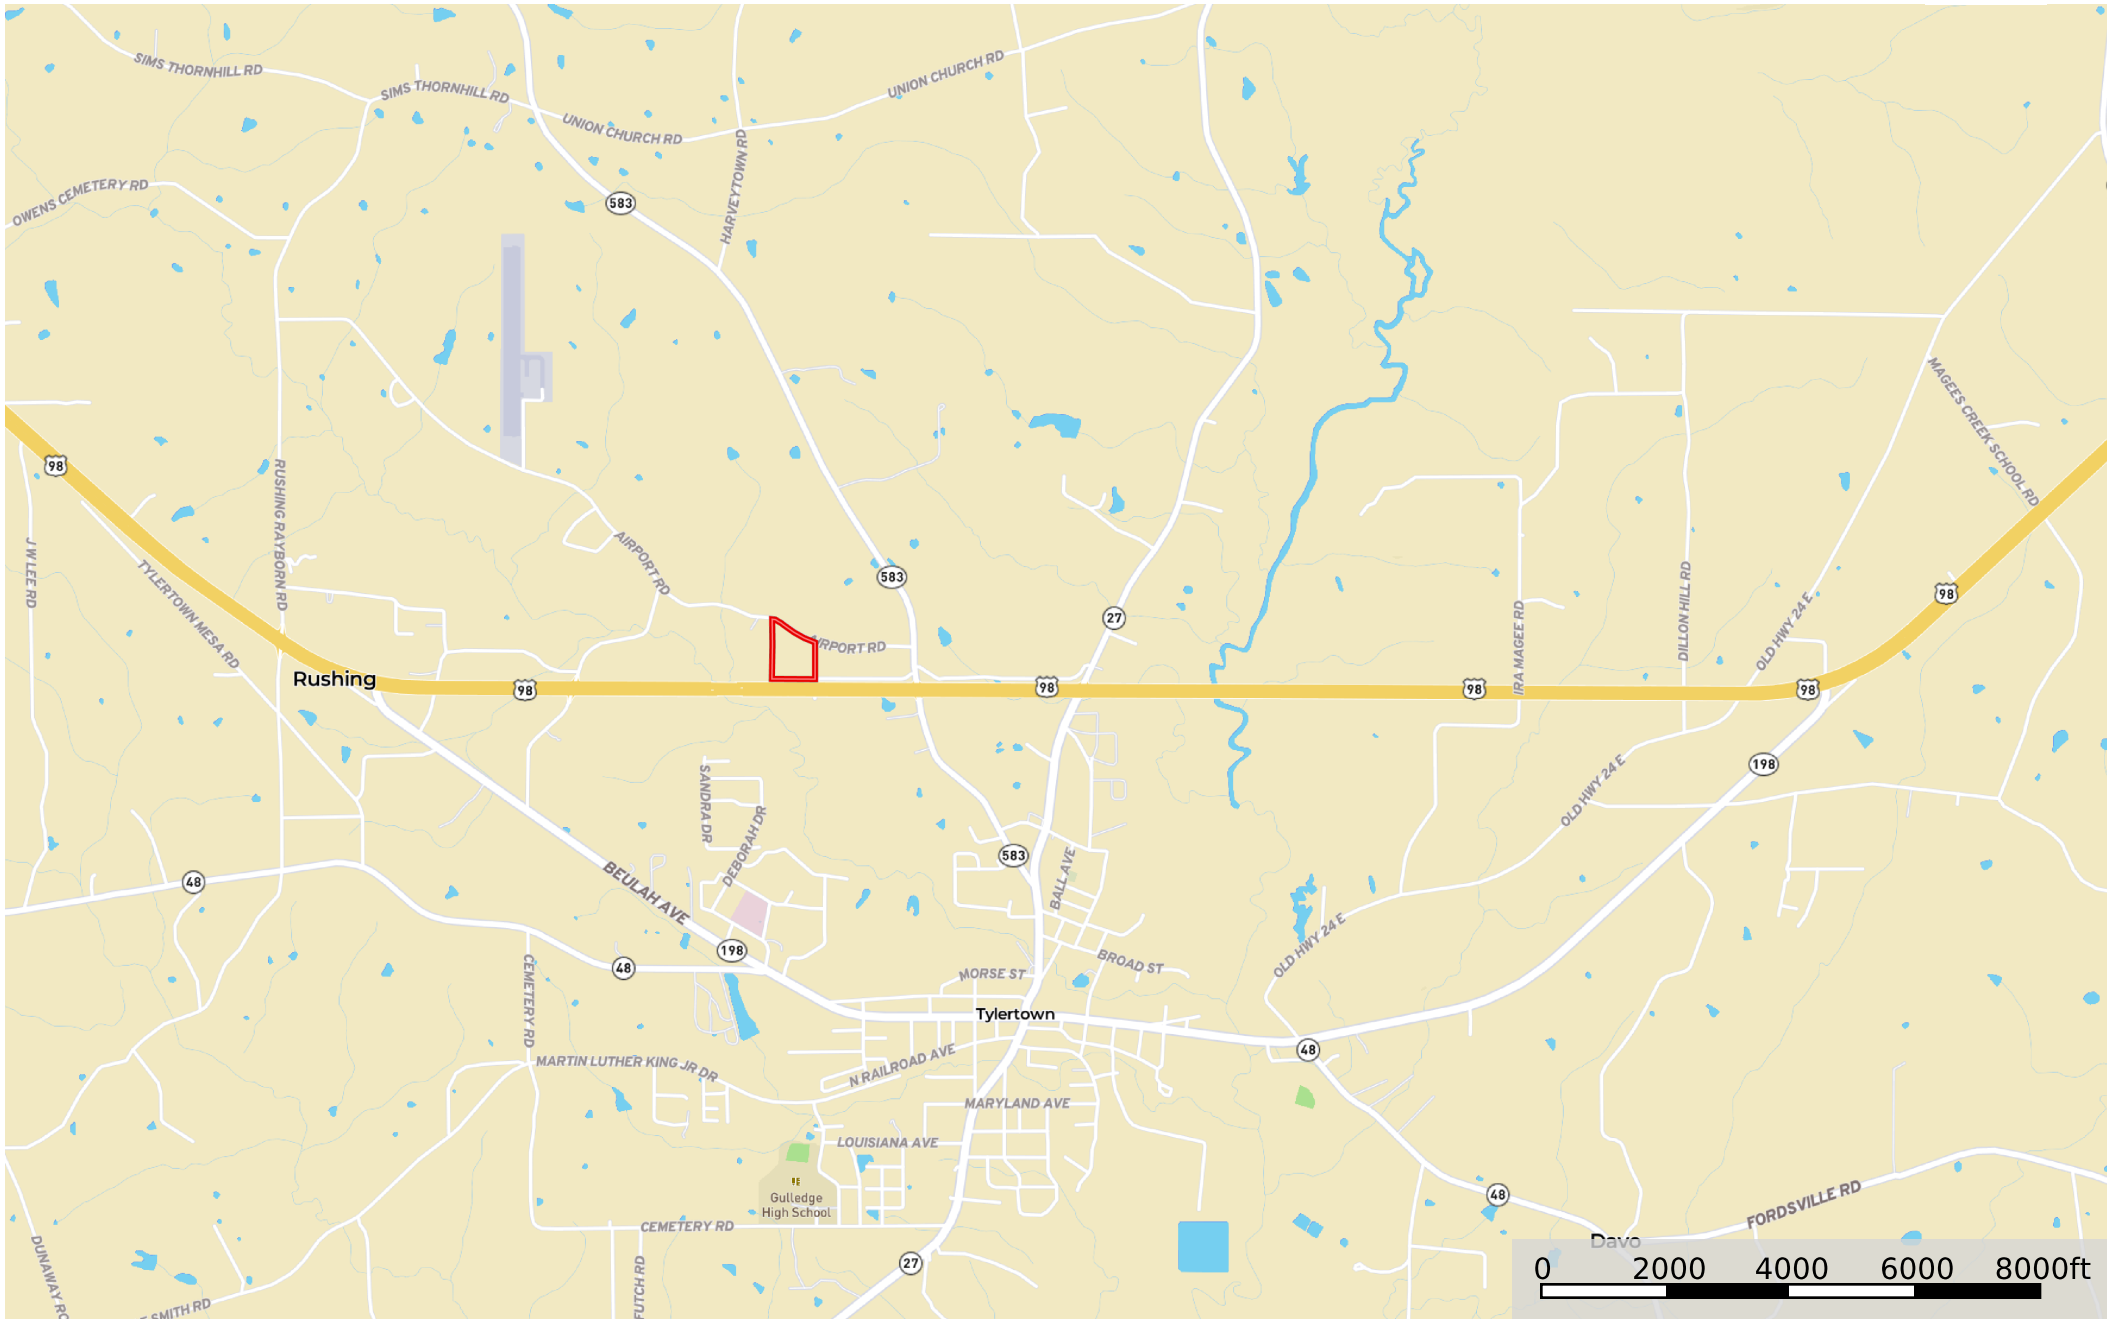 SIMS THORNHILL RD
SIMS THORNHILL RD
UNION CHURCH RD
UNION CHURCH RD
HARVEYTOWN RD
OWENS CEMETERY RD
583
MAGEES CREEK SCHOOL RD
98
RUSHING RAYBORN RD
J W LEE RD
TYLERTOWN MESA RD
AIRPORT RD
583
27
AIRPORT RD
IRA MAGEE RD
DILLON HILL RD
OLD HWY 24 E
98
Rushing
98
98
98
98
SANDRA DR
DEBORAH DR
OLD HWY 24 E
198
583
BALL AVE
48
BEULAH AVE
198
48
OLD HWY 24 E
BROAD ST
MORSE ST
CEMETERY RD
Tylertown
48
MARTIN LUTHER KING JR DR
N RAILROAD AVE
MARYLAND AVE
LOUISIANA AVE
Gulledge
High School
CEMETERY RD
48
FORDSVILLE RD
Davo
27
DUNAWAY RD
SMITH RD
FUTCH RD
0 2000 4000 6000 8000ft